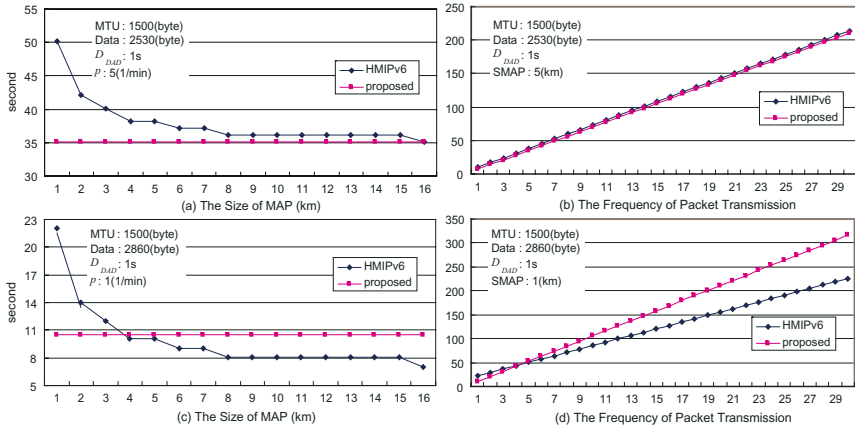 55
50
45
40
35
30
second
MTU : 1500(byte)
Data : 2530(byte)
D DAD : 1s
p : 5(1/min)
HMIPv6
proposed
1 2 3 4 5 6 7 8 9 10 11 12 13 14 15 16
(a) The Size of MAP (km)
250
200
150
100
50
0
MTU : 1500(byte)
Data : 2530(byte)
D DAD : 1s
SMAP : 5(km)
HMIPv6
proposed
1 3 5 7 9 11 13 15 17 19 21 23 25 27 29
(b) The Frequency of Packet Transmission
23
20
17
14
11
8
5
second
MTU : 1500(byte)
Data : 2860(byte)
D DAD : 1s
p : 1(1/min)
HMIPv6
proposed
1 2 3 4 5 6 7 8 9 10 11 12 13 14 15 16
(c) The Size of MAP (km)
350
300
250
200
150
100
50
0
MTU : 1500(byte)
Data : 2860(byte)
D DAD : 1s
SMAP : 1(km)
HMIPv6
proposed
1 3 5 7 9 11 13 15 17 19 21 23 25 27 29
(d) The Frequency of Packet Transmission